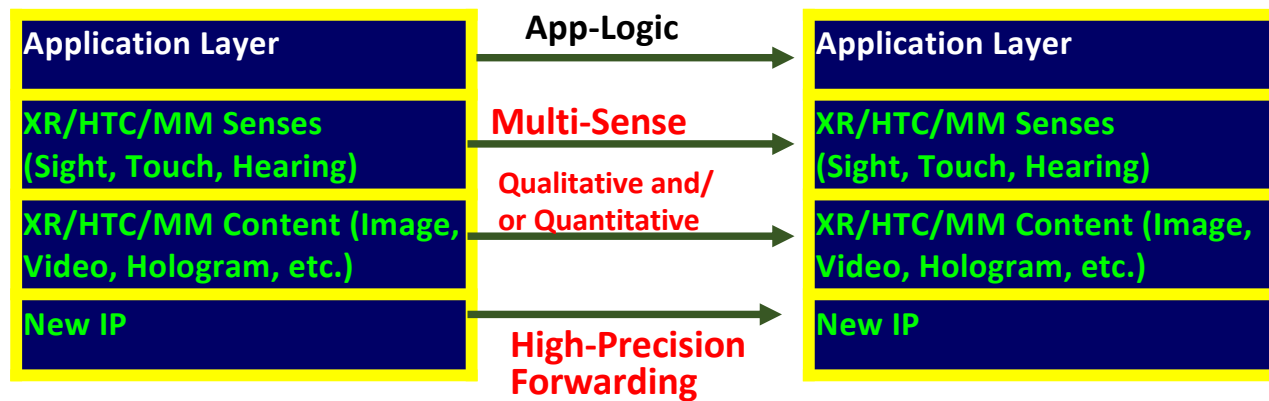 Application Layer
App-Logic
Application Layer
XR/HTC/MM Senses
(Sight, Touch, Hearing)
Multi-Sense
XR/HTC/MM Senses
(Sight, Touch, Hearing)
XR/HTC/MM Content (Image,
Video, Hologram, etc.)
Qualitative and/
or Quantitative
XR/HTC/MM Content (Image,
Video, Hologram, etc.)
New IP
High-Precision
Forwarding
New IP